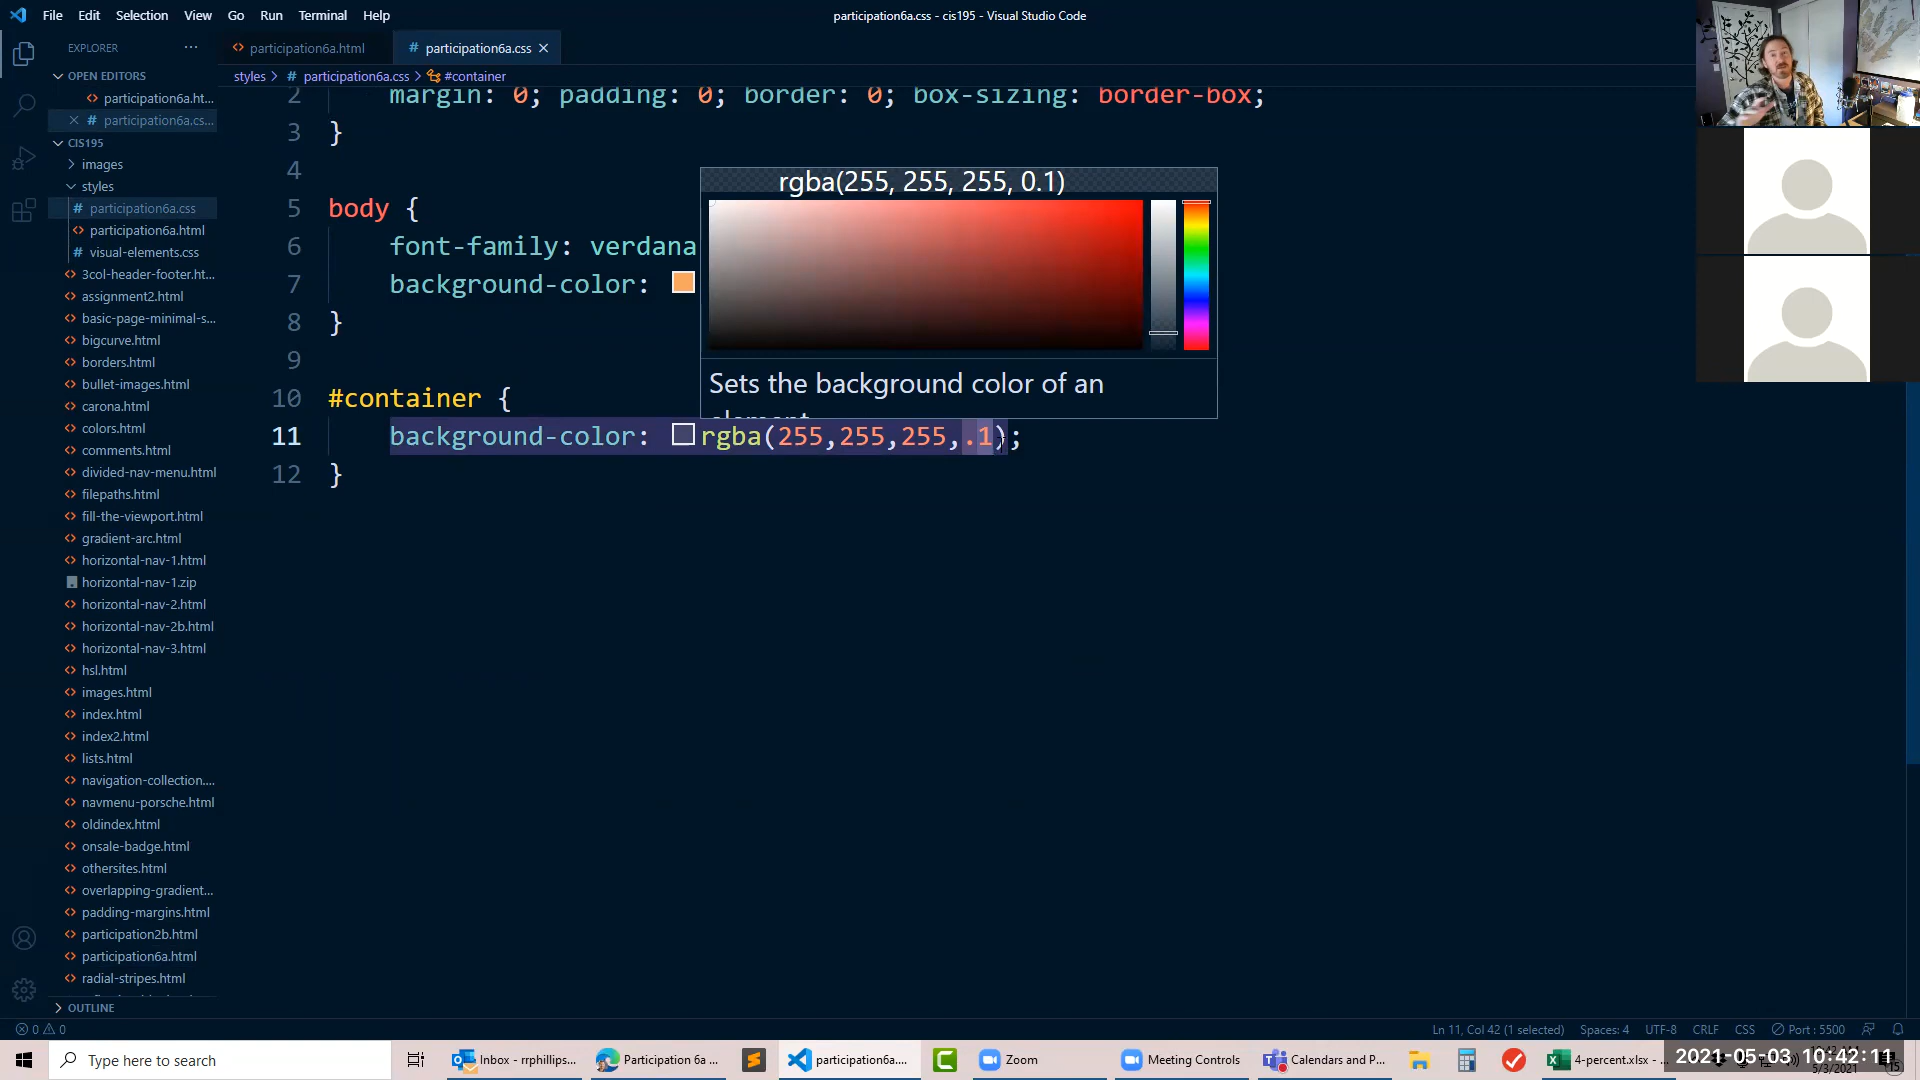 File Edit Selection View Go Run Terminal Help
participation6a.css - cis195 - Visual Studio Code
EXPLORER ···
participation6a.html
# participation6a.css
OPEN EDITORS
styles > # participation6a.css > #container
participation6a.ht...
# participation6a.cs...
CIS195
images
styles
# participation6a.css
participation6a.html
# visual-elements.css
3col-header-footer.ht...
assignment2.html
basic-page-minimal-s...
bigcurve.html
borders.html
bullet-images.html
carona.html
colors.html
comments.html
divided-nav-menu.html
filepaths.html
fill-the-viewport.html
gradient-arc.html
horizontal-nav-1.html
horizontal-nav-1.zip
horizontal-nav-2.html
horizontal-nav-2b.html
horizontal-nav-3.html
hsl.html
images.html
index.html
index2.html
lists.html
navigation-collection....
navmenu-porsche.html
oldindex.html
onsale-badge.html
othersites.html
overlapping-gradient...
padding-margins.html
participation2b.html
participation6a.html
radial-stripes.html
OUTLINE
2 margin: 0; padding: 0; border: 0; box-sizing: border-box;
3 }
4
5 body {
6 font-family: verdana
7 background-color:
8 }
9
10 #container {
11 background-color: rgba(255,255,255,.1);
12 }
rgba(255, 255, 255, 0.1)
Sets the background color of an
element
0 0
Ln 11, Col 42 (1 selected) Spaces: 4 UTF-8 CRLF CSS Port : 5500
Type here to search
Inbox - rrphillips...
Participation 6a ...
participation6a....
Zoom
Meeting Controls
Calendars and P...
4-percent.xlsx - ...
2021-05-03 10:42:11
5/3/2021
15